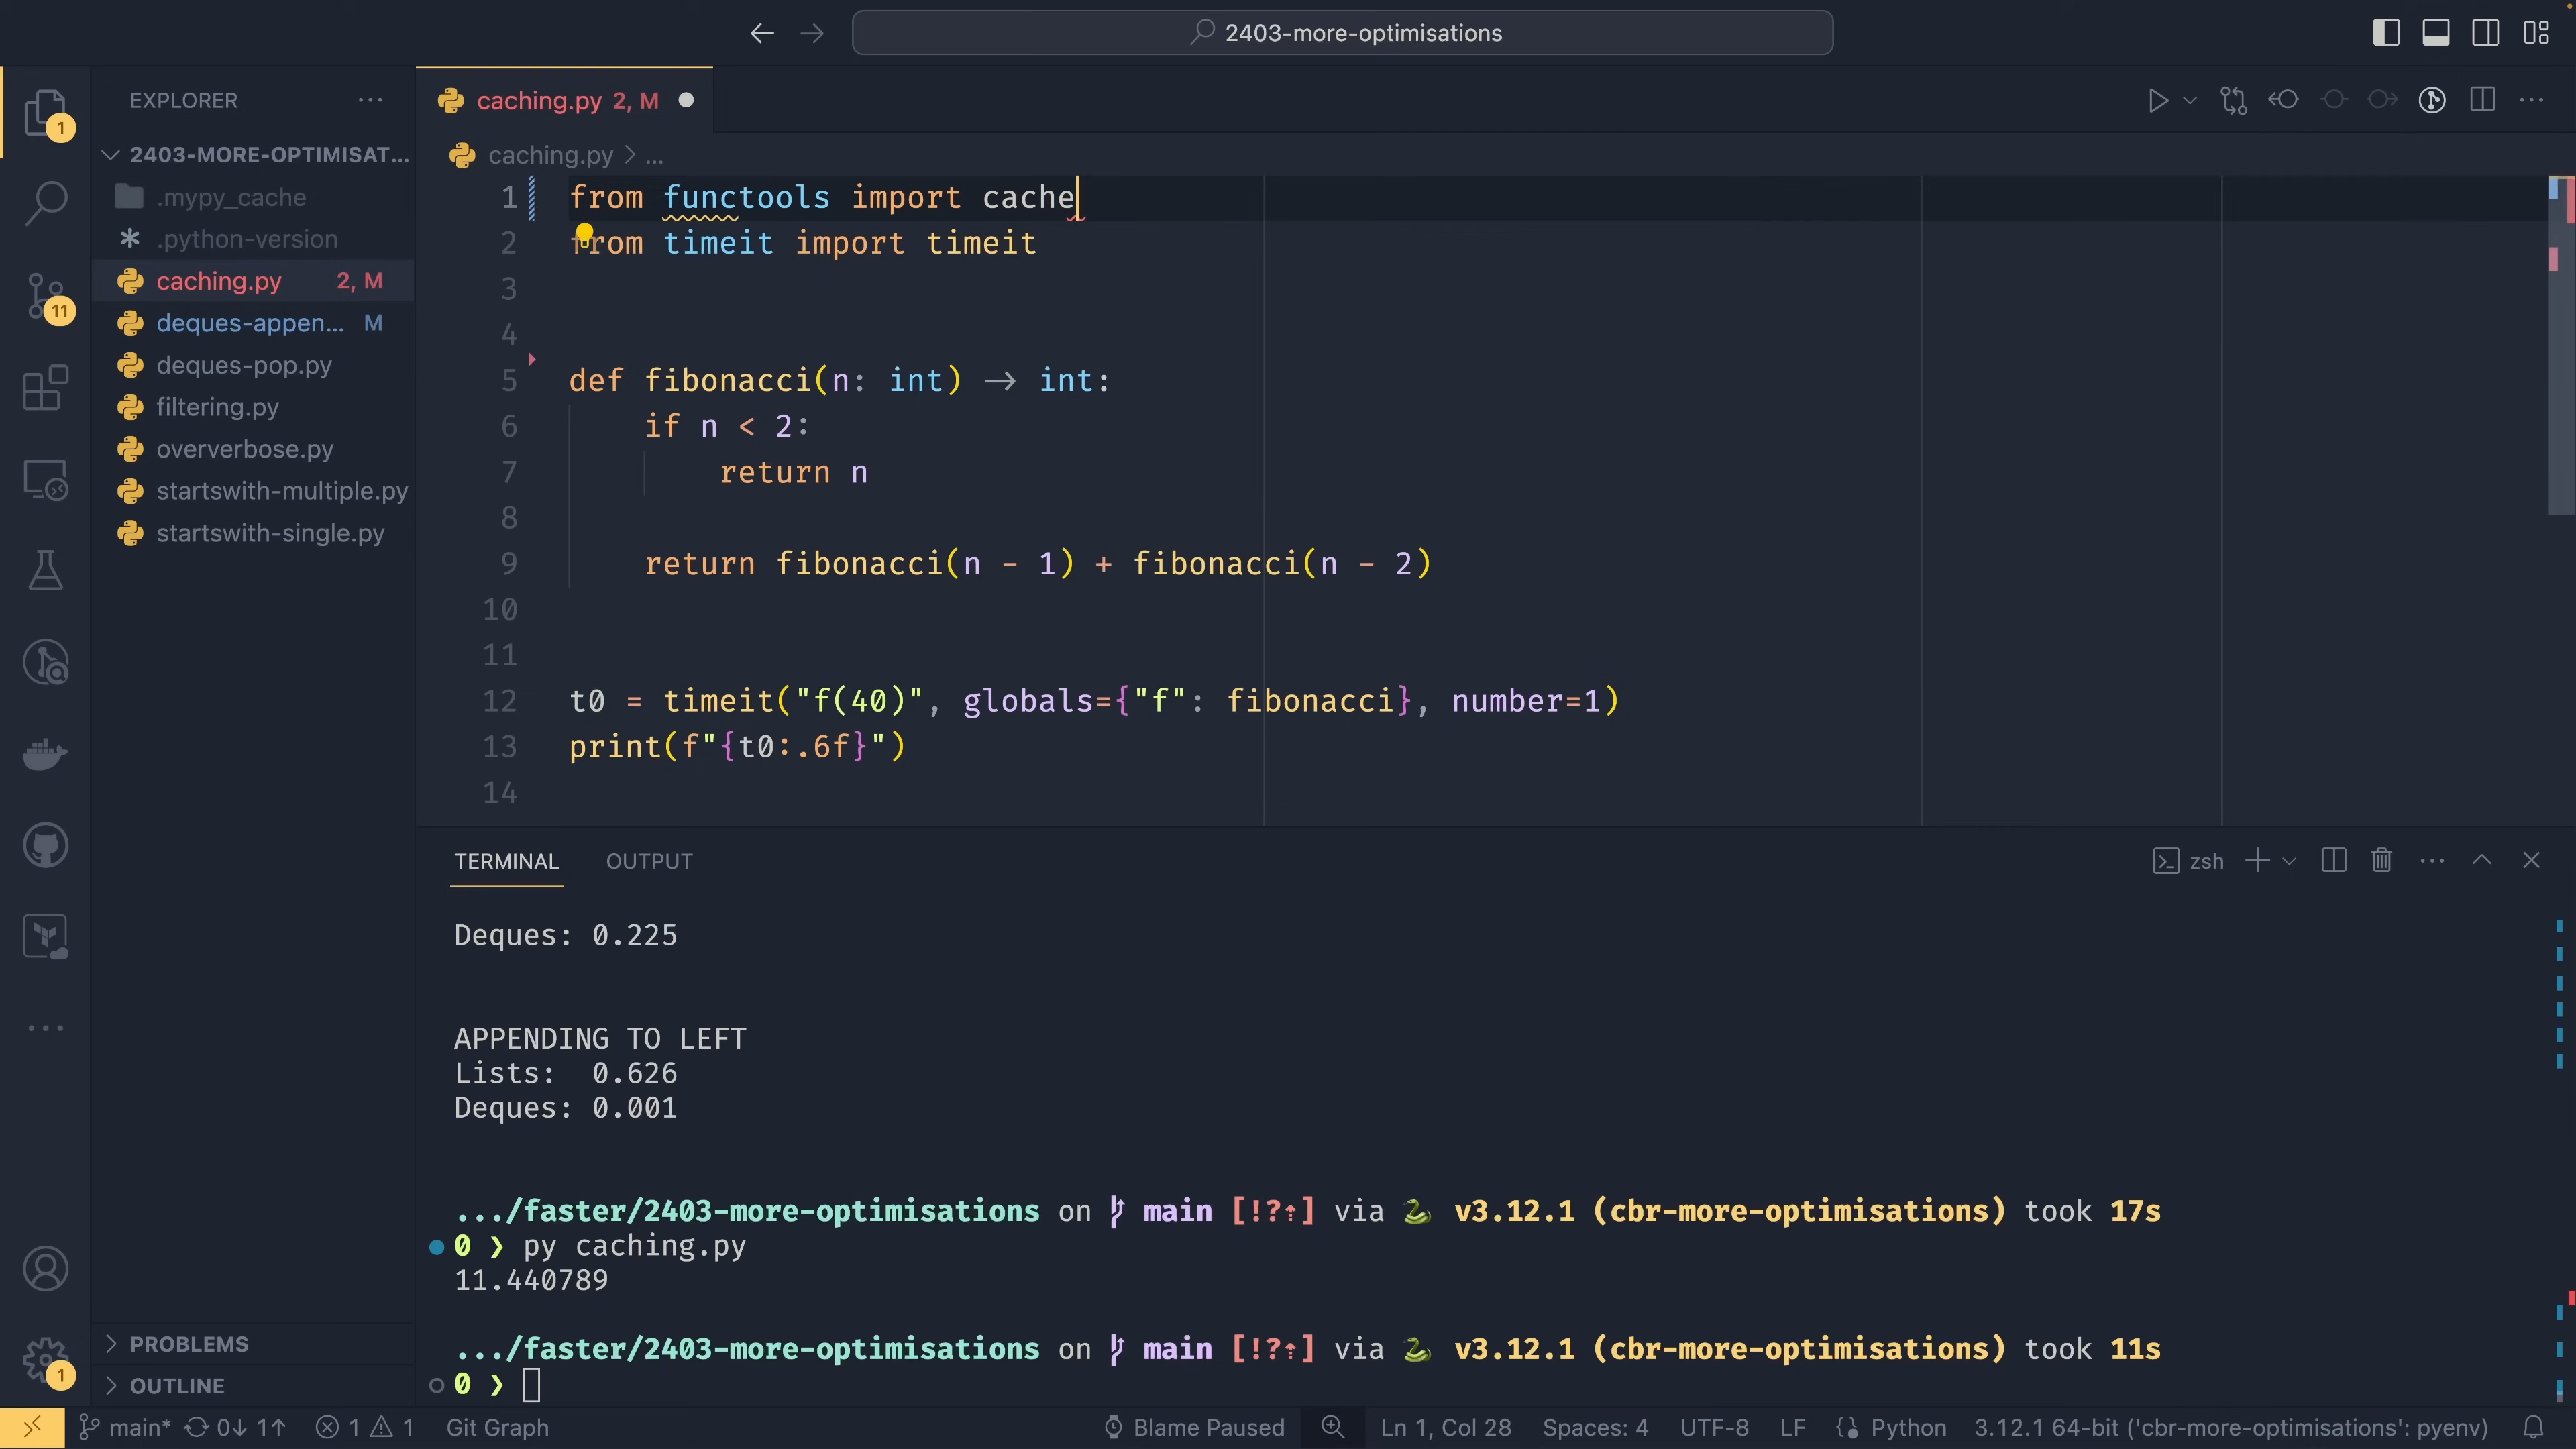 2403-more-optimisations
EXPLORER
caching.py 2, M
2403-MORE-OPTIMISAT...
.mypy_cache
.python-version
caching.py 2, M
deques-appen... M
deques-pop.py
filtering.py
oververbose.py
startswith-multiple.py
startswith-single.py
1
11
1
PROBLEMS
OUTLINE
caching.py > ...
1 from functools import cache
2 from timeit import timeit
3
4
5 def fibonacci(n: int) → int:
6 if n < 2:
7 return n
8
9 return fibonacci(n - 1) + fibonacci(n - 2)
10
11
12 t0 = timeit("f(40)", globals={"f": fibonacci}, number=1)
13 print(f"{t0:.6f}")
14
TERMINAL OUTPUT
zsh
Deques: 0.225
APPENDING TO LEFT
Lists: 0.626
Deques: 0.001
.../faster/2403-more-optimisations on main [!?⇡] via 🐍 v3.12.1 (cbr-more-optimisations) took 17s
0 ❯ py caching.py
11.440789
.../faster/2403-more-optimisations on main [!?⇡] via 🐍 v3.12.1 (cbr-more-optimisations) took 11s
0 ❯
main* 0↓ 1↑ 1 1 Git Graph Blame Paused Ln 1, Col 28 Spaces: 4 UTF-8 LF Python 3.12.1 64-bit ('cbr-more-optimisations': pyenv)